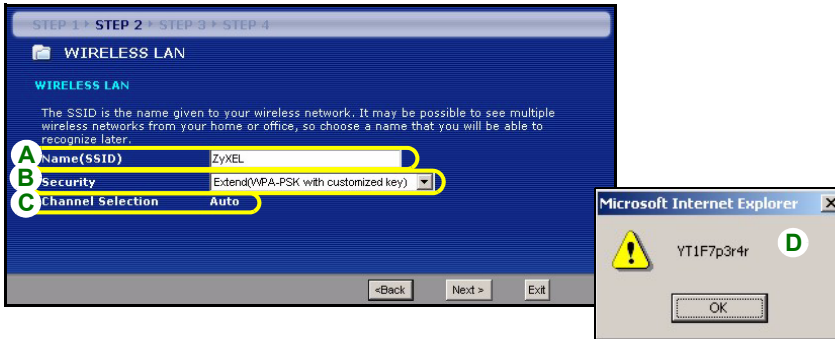 STEP 1 STEP 2 STEP 3 STEP 4
WIRELESS LAN
WIRELESS LAN
The SSID is the name given to your wireless network. It may be possible to see multiple
wireless networks from your home or office, so choose a name that you will be able to
recognize later.
A Name(SSID) ZyXEL
B Security Extend(WPA-PSK with customized key)
C Channel Selection Auto
<Back Next > Exit
Microsoft Internet Explorer X
YT1F7p3r4r D
OK